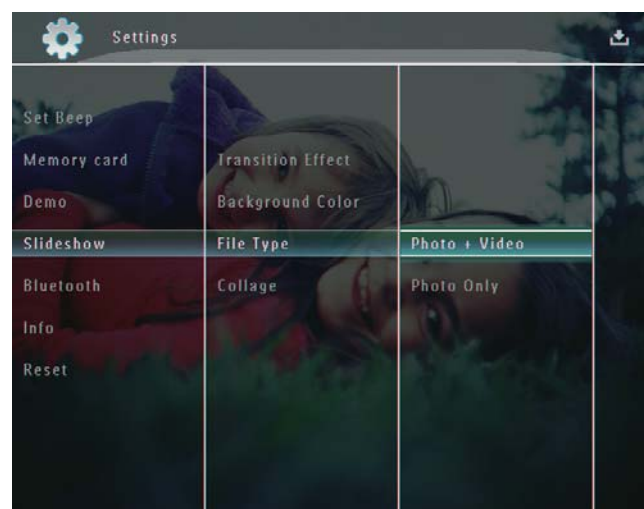 Settings
Set Beep
Memory card
Demo
Slideshow
Bluetooth
Info
Reset
Transition Effect
Background Color
File Type
Collage
Photo + Video
Photo Only